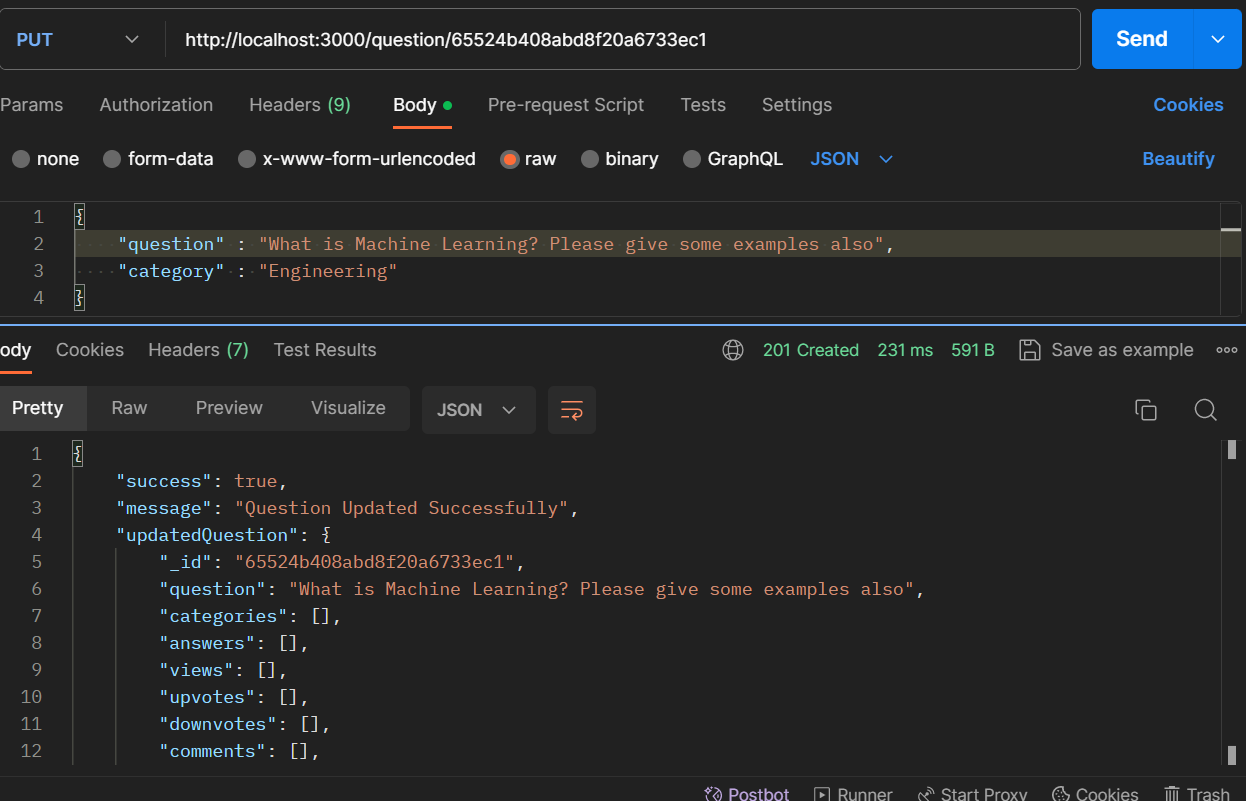 PUT http://localhost:3000/question/65524b408abd8f20a6733ec1 Send
Params Authorization Headers (9) Body Pre-request Script Tests Settings Cookies
none form-data x-www-form-urlencoded raw binary GraphQL JSON Beautify
1 {
2 "question" : "What is Machine Learning? Please give some examples also",
3 "category" : "Engineering"
4 }
ody Cookies Headers (7) Test Results 201 Created 231 ms 591 B Save as example
Pretty Raw Preview Visualize JSON
1 {
2 "success": true,
3 "message": "Question Updated Successfully",
4 "updatedQuestion": {
5 "_id": "65524b408abd8f20a6733ec1",
6 "question": "What is Machine Learning? Please give some examples also",
7 "categories": [],
8 "answers": [],
9 "views": [],
10 "upvotes": [],
11 "downvotes": [],
12 "comments": [],
Postbot Runner Start Proxy Cookies Trash